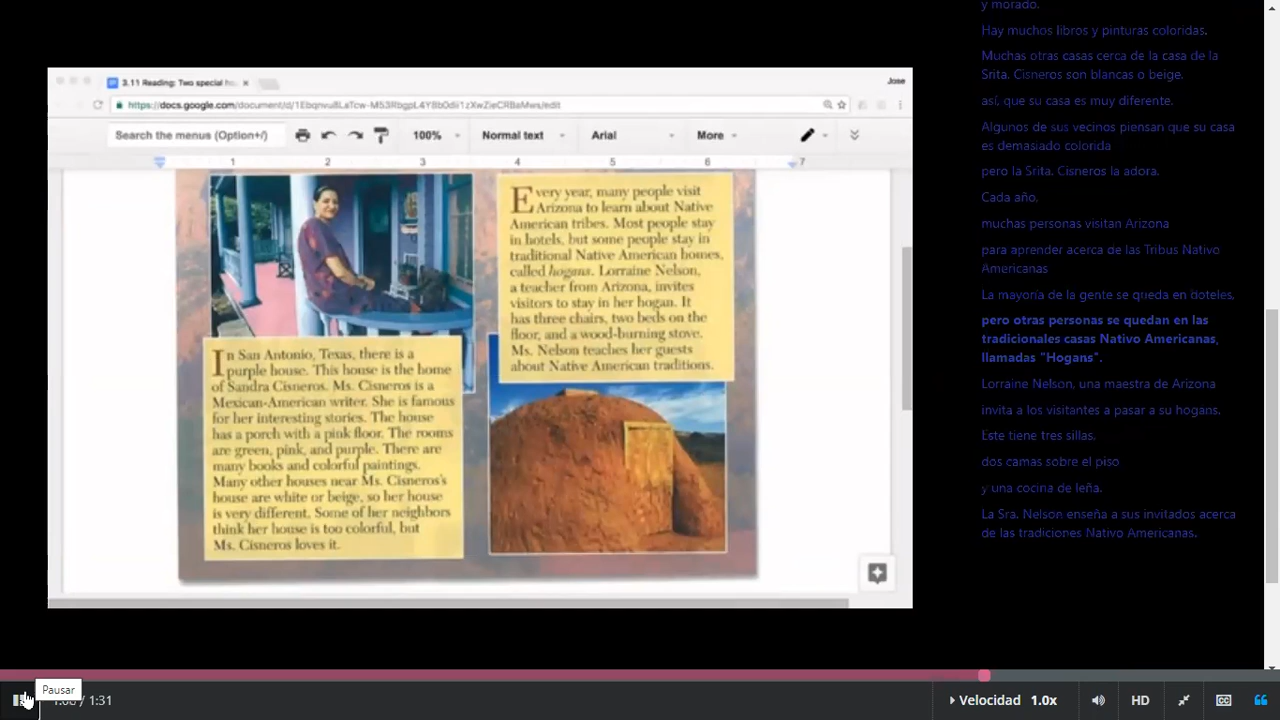 3.11 Reading: Two special
Jose
Search the menus (Option+/)
100%
Normal text
Arial
More
1 2 3 4 5 6 7
In San Antonio, Texas, there is a
purple house. This house is the home
of Sandra Cisneros. Ms. Cisneros is a
Mexican-American writer. She is famous
for her interesting stories. The house
has a porch with a pink floor. The rooms
are green, pink, and purple. There are
many books and colorful paintings.
Many other houses near Ms. Cisneros's
house are white or beige, so her house
is very different. Some of her neighbors
think her house is too colorful, but
Ms. Cisneros loves it.
Every year, many people visit
Arizona to learn about Native
American tribes. Most people stay
in hotels, but some people stay in
traditional Native American homes,
called hogans. Lorraine Nelson,
a teacher from Arizona, invites
visitors to stay in her hogan. It
has three chairs, two beds on the
floor, and a wood-burning stove.
Ms. Nelson teaches her guests
about Native American traditions.
y morado.
Hay muchos libros y pinturas coloridas.
Muchas otras casas cerca de la casa de la
Srita. Cisneros son blancas o beige.
así, que su casa es muy diferente.
Algunos de sus vecinos piensan que su casa
es demasiado colorida
pero la Srita. Cisneros la adora.
Cada año,
muchas personas visitan Arizona
para aprender acerca de las Tribus Nativo
Americanas
La mayoría de la gente se queda en doteles,
pero otras personas se quedan en las
tradicionales casas Nativo Americanas,
llamadas "Hogans".
Lorraine Nelson, una maestra de Arizona
invita a los visitantes a pasar a su hogans.
Este tiene tres sillas.
dos camas sobre el piso
y una cocina de leña.
La Sra. Nelson enseña a sus invitados acerca
de las tradiciones Nativo Americanas.
Pausar
/ 1:31
Velocidad 1.0x
HD